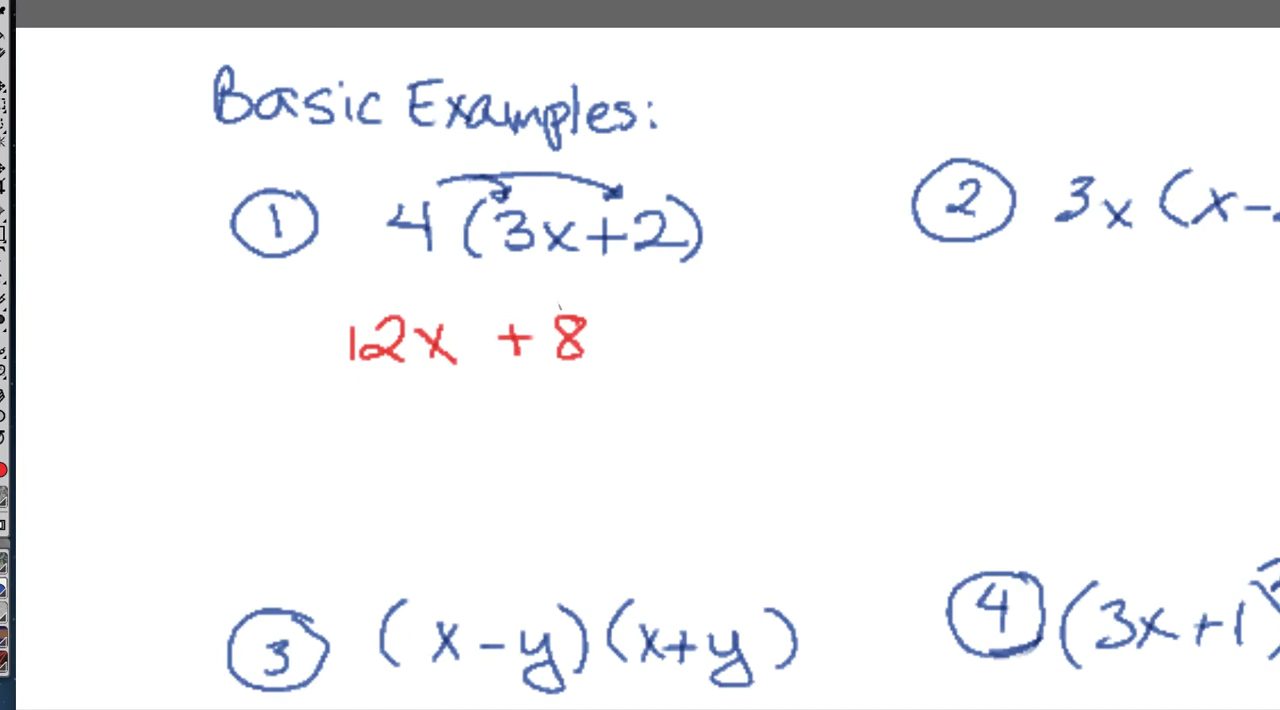 Basic Examples:
① 4(3x+2)
12x + 8
② 3x(x-
③ (x-y)(x+y)
④ (3x+1)